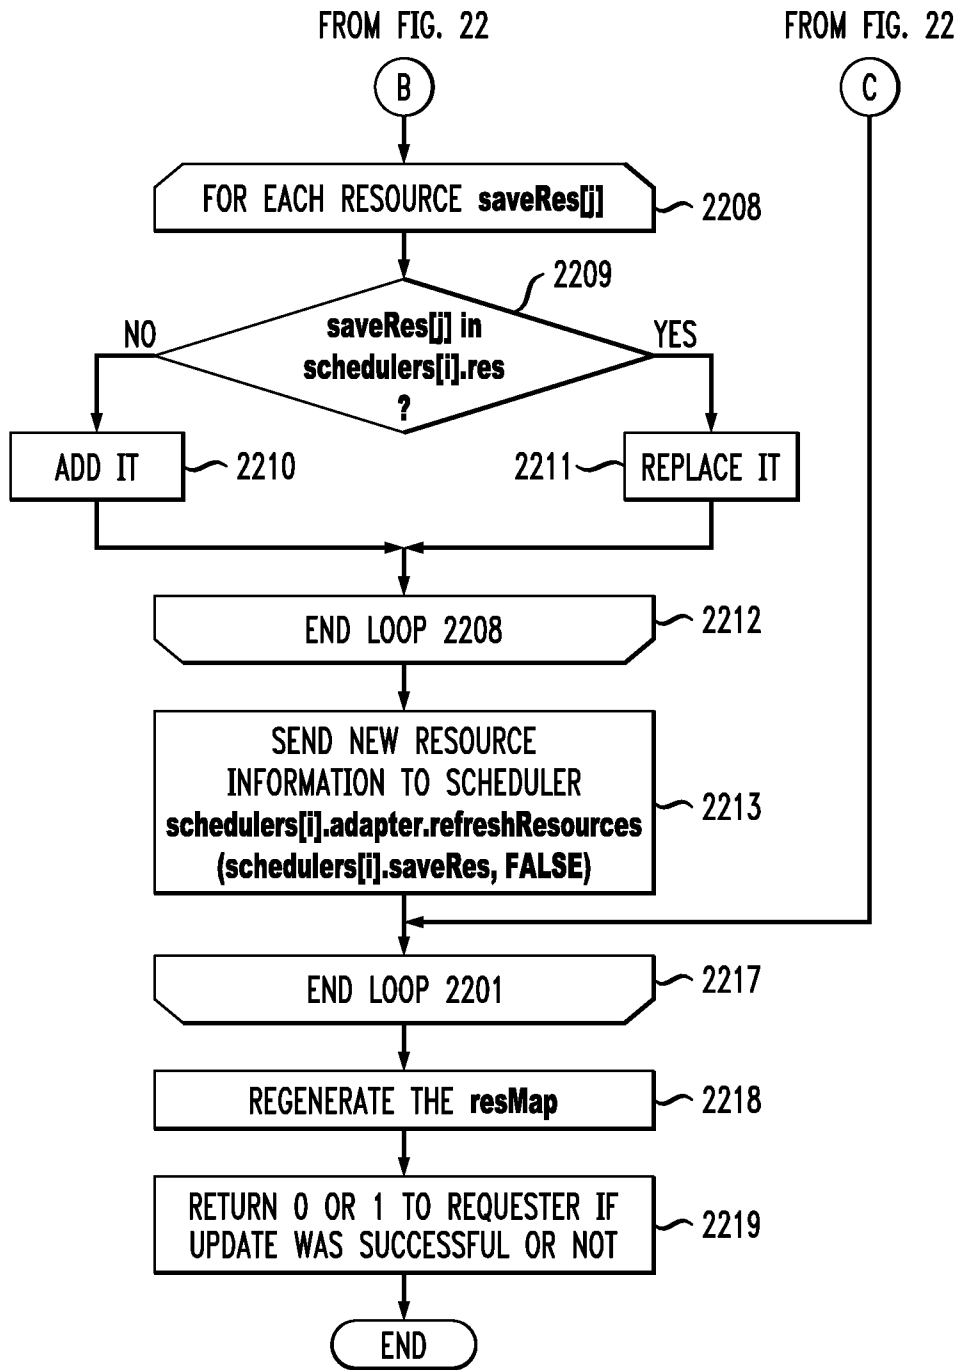 FROM FIG. 22
FROM FIG. 22
B
C
FOR EACH RESOURCE saveRes[j]
2208
2209
NO
saveRes[j] in
schedulers[i].res
?
YES
ADD IT
2210
2211
REPLACE IT
END LOOP 2208
2212
SEND NEW RESOURCE
INFORMATION TO SCHEDULER
schedulers[i].adapter.refreshResources
(schedulers[i].saveRes, FALSE)
2213
END LOOP 2201
2217
REGENERATE THE resMap
2218
RETURN 0 OR 1 TO REQUESTER IF
UPDATE WAS SUCCESSFUL OR NOT
2219
END